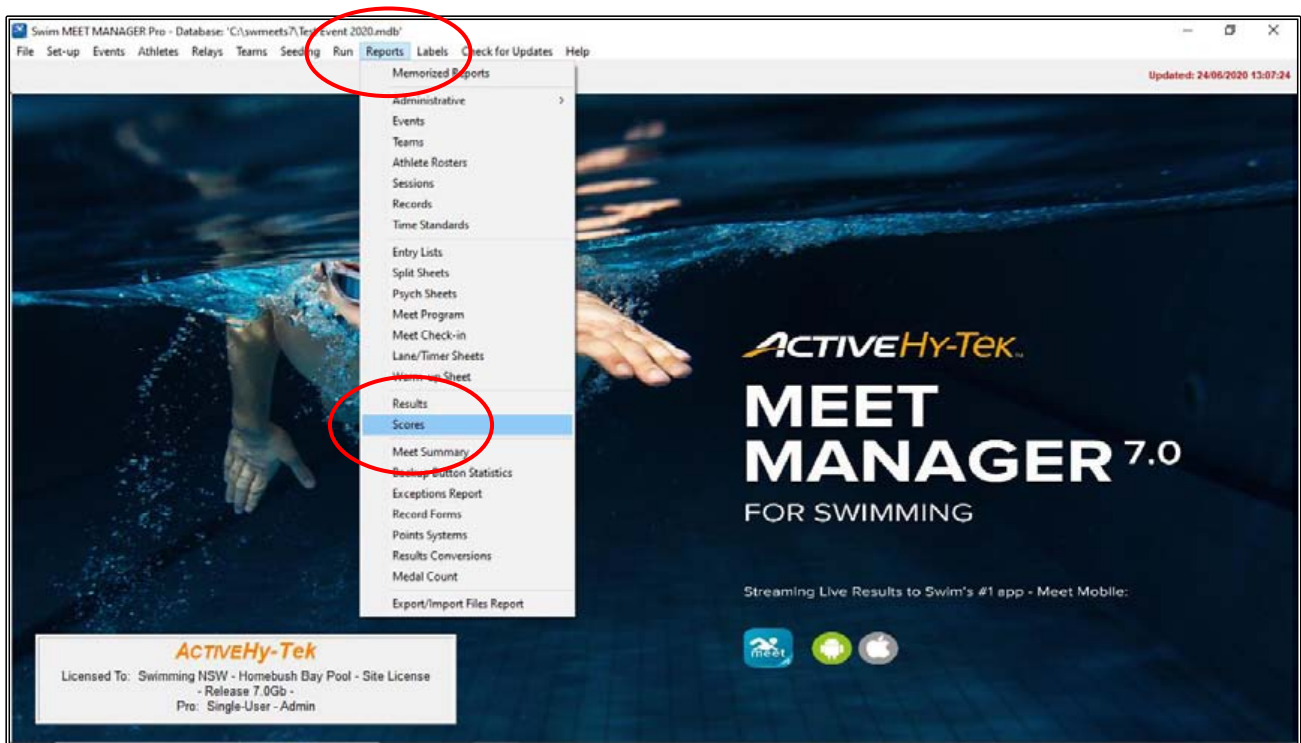 Swim MEET MANAGER Pro - Database: 'C:\swmeets7\Test Event 2020.mdb'
File Set-up Events Athletes Relays Teams Seeding Run Reports Labels Check for Updates Help
Updated: 24/06/2020 13:07:24
Memorized Reports
Administrative >
Events
Teams
Athlete Rosters
Sessions
Records
Time Standards
Entry Lists
Split Sheets
Psych Sheets
Meet Program
Meet Check-in
Lane/Timer Sheets
Warm-up Sheet
Results
Scores
Meet Summary
Backup Button Statistics
Exceptions Report
Record Forms
Points Systems
Results Conversions
Medal Count
Export/Import Files Report
ACTIVEHy-Tek
MEET
MANAGER 7.0
FOR SWIMMING
Streaming Live Results to Swim's #1 app - Meet Mobile:
meet
ACTIVEHy-Tek
Licensed To: Swimming NSW - Homebush Bay Pool - Site License
- Release 7.0Gb -
Pro: Single-User - Admin